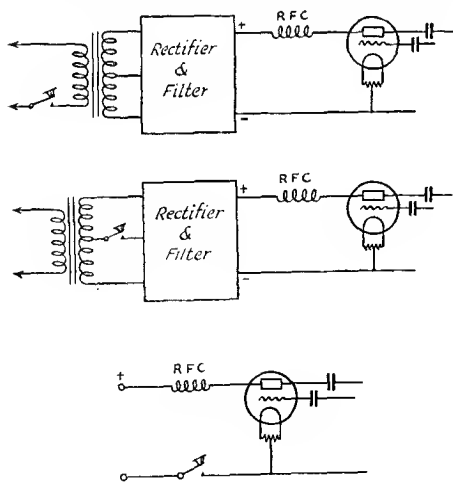 +
RFC
Rectifier
&
Filter
-
+
RFC
Rectifier
&
Filter
-
+
RFC